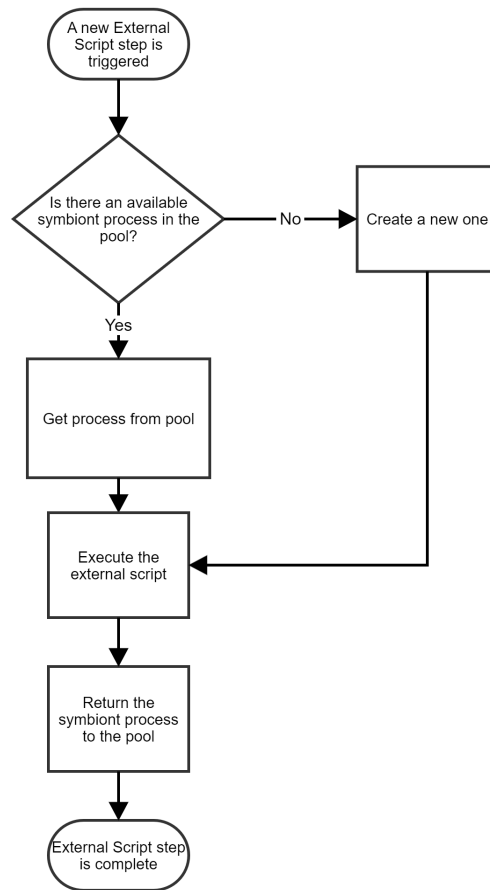 A new External
Script step is
triggered
Is there an available
symbiont process in the
pool?
No
Create a new one
Yes
Get process from pool
Execute the
external script
Return the
symbiont process
to the pool
External Script step
is complete